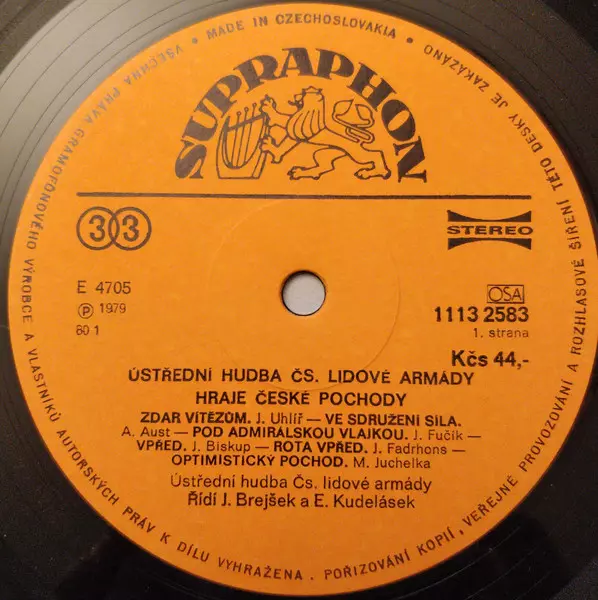 VŠECHNA PRÁVA GRAMOFONOVÉHO VÝROBCE A VLASTNÍKŮ AUTORSKÝCH PRÁV K DÍLU VYHRAŽENA. POŘIZOVÁNÍ KOPIÍ, VEŘEJNÉ PROVOZOVÁNÍ A ROZHLASOVÉ ŠÍŘENÍ TÉTO DESKY JE ZAKÁZÁNO
• MADE IN CZECHOSLOVAKIA •
SUPRAPHON
33
STEREO
E 4705
Ⓟ 1979
60 1
OSA
1113 2583
1. strana
Kčs 44,-
ÚSTŘEDNÍ HUDBA ČS. LIDOVÉ ARMÁDY
HRAJE ČESKÉ POCHODY
ZDAR VÍTĚZŮM. J. Uhlíř — VE SDRUŽENÍ SÍLA.
A. Aust — POD ADMIRÁLSKOU VLAJKOU. J. Fučík —
VPŘED. J. Biskup — ROTA VPŘED. J. Fadrhons —
OPTIMISTICKÝ POCHOD. M. Juchelka
Ústřední hudba Čs. lidové armády
Řídí J. Brejšek a E. Kudelásek